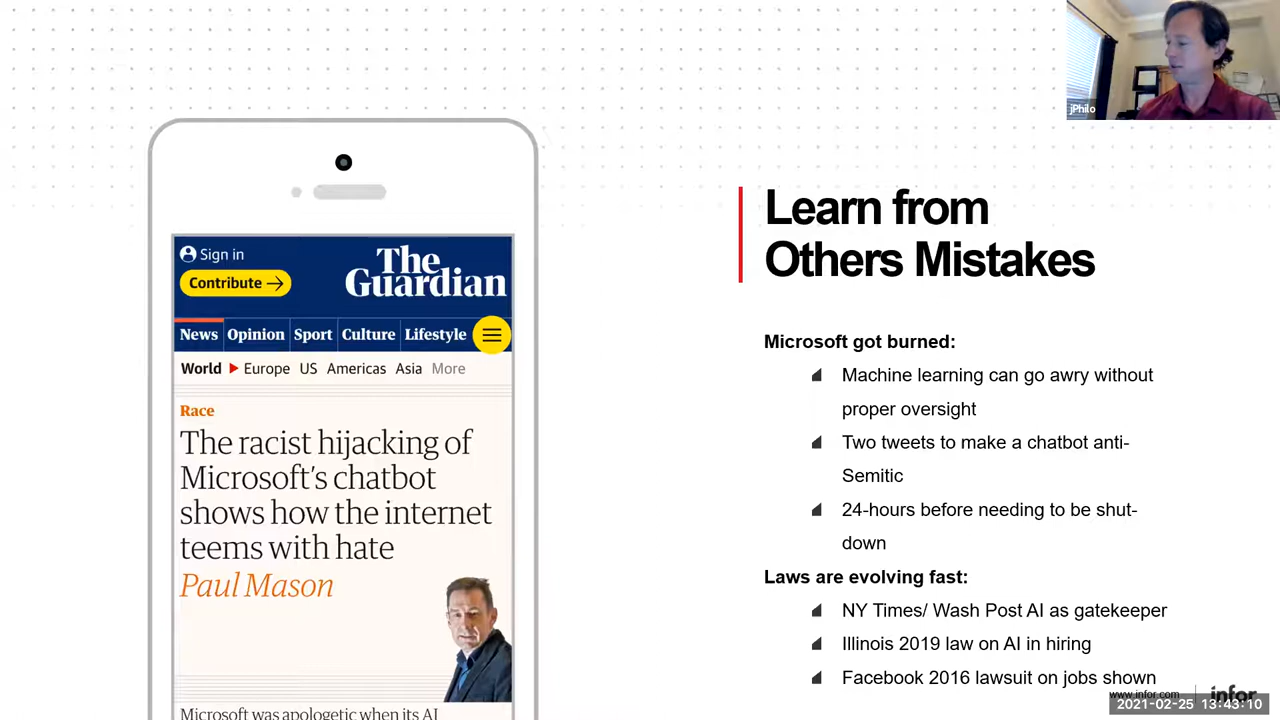 jPhilo
Sign in
Contribute →
The
Guardian
News Opinion Sport Culture Lifestyle
World Europe US Americas Asia More
Race
The racist hijacking of
Microsoft's chatbot
shows how the internet
teems with hate
Paul Mason
Microsoft was apologetic when its AI
Learn from
Others Mistakes
Microsoft got burned:
Machine learning can go awry without
proper oversight
Two tweets to make a chatbot anti-
Semitic
24-hours before needing to be shut-
down
Laws are evolving fast:
NY Times/ Wash Post AI as gatekeeper
Illinois 2019 law on AI in hiring
Facebook 2016 lawsuit on jobs shown
www.infor.com
infor
2021-02-25 13:43:10